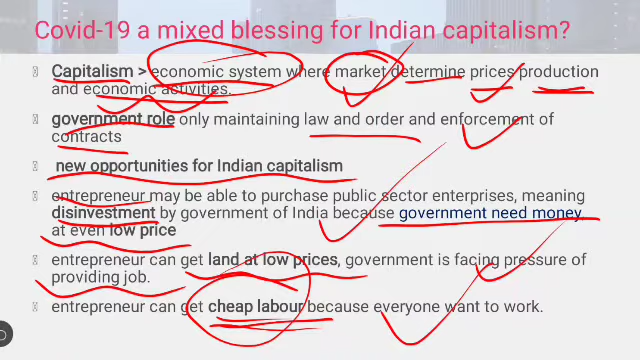 Covid-19 a mixed blessing for Indian capitalism?
Capitalism > economic system where market determine prices production
and economic activities.
government role only maintaining law and order and enforcement of
contracts
new opportunities for Indian capitalism
entrepreneur may be able to purchase public sector enterprises, meaning
disinvestment by government of India because government need money
at even low price
entrepreneur can get land at low prices, government is facing pressure of
providing job.
entrepreneur can get cheap labour because everyone want to work.